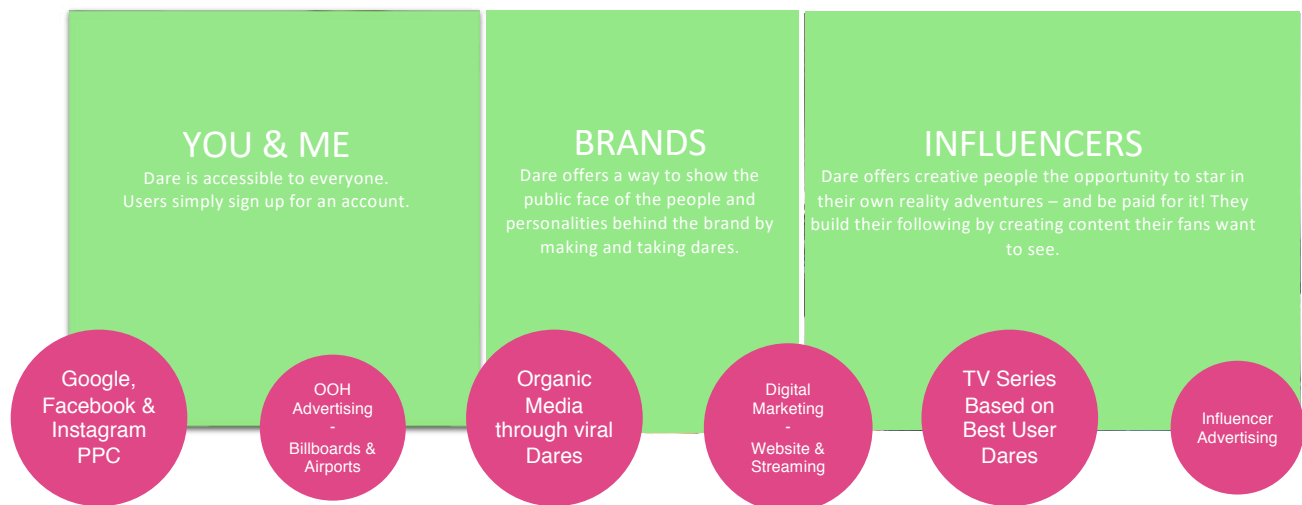 YOU & ME
Dare is accessible to everyone.
Users simply sign up for an account.
BRANDS
Dare offers a way to show the
public face of the people and
personalities behind the brand by
making and taking dares.
INFLUENCERS
Dare offers creative people the opportunity to star in
their own reality adventures – and be paid for it! They
build their following by creating content their fans want
to see.
Google,
Facebook &
Instagram
PPC
OOH
Advertising
-
Billboards &
Airports
Organic
Media
through viral
Dares
Digital
Marketing
-
Website &
Streaming
TV Series
Based on
Best User
Dares
Influencer
Advertising